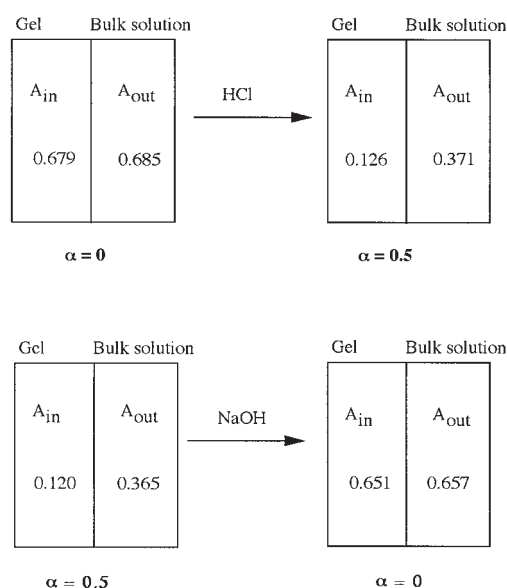 Gel Bulk solution Gel Bulk solution
A_in A_out HCl A_in A_out
0.679 0.685 0.126 0.371
α = 0 α = 0.5
Gel Bulk solution Gel Bulk solution
A_in A_out NaOH A_in A_out
0.120 0.365 0.651 0.657
α = 0.5 α = 0